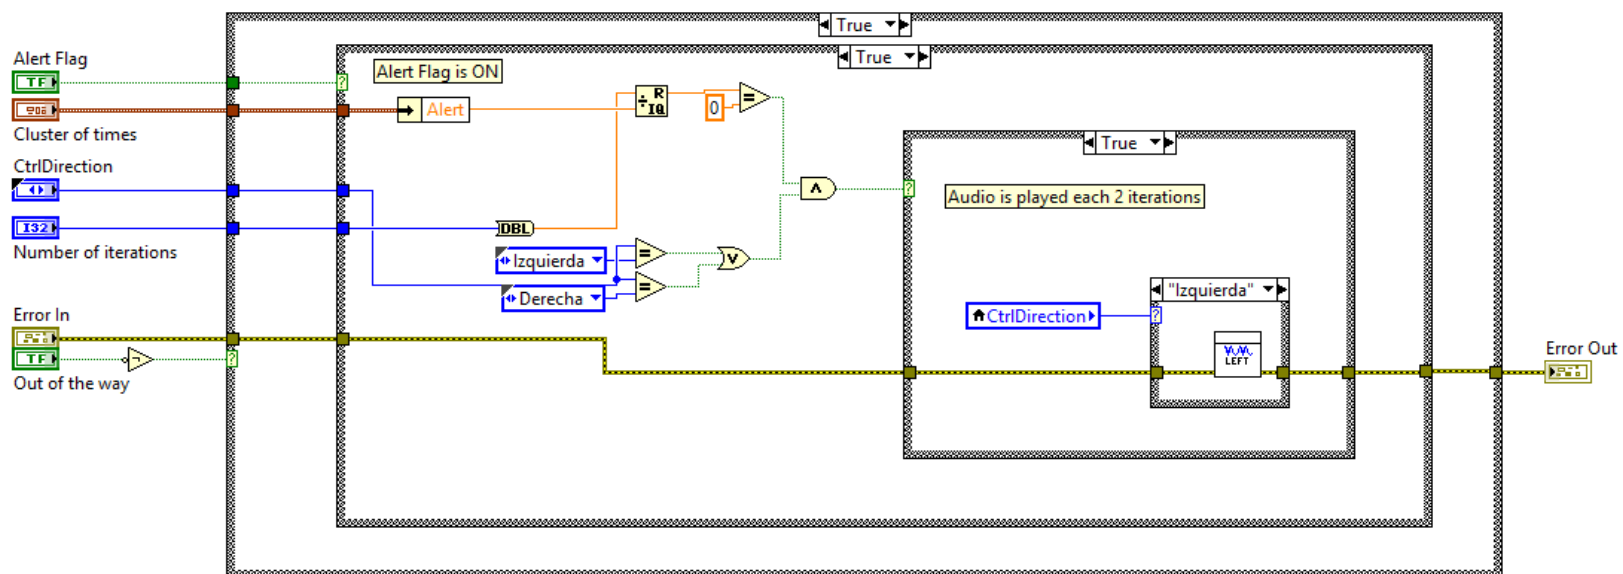 True
True
Alert Flag
TF
Alert Flag is ON
Alert
R
IQ
0
Cluster of times
True
CtrlDirection
Audio is played each 2 iterations
I32
DBL
Number of iterations
Izquierda
Derecha
"Izquierda"
CtrlDirection
Error In
TF
LEFT
Error Out
Out of the way